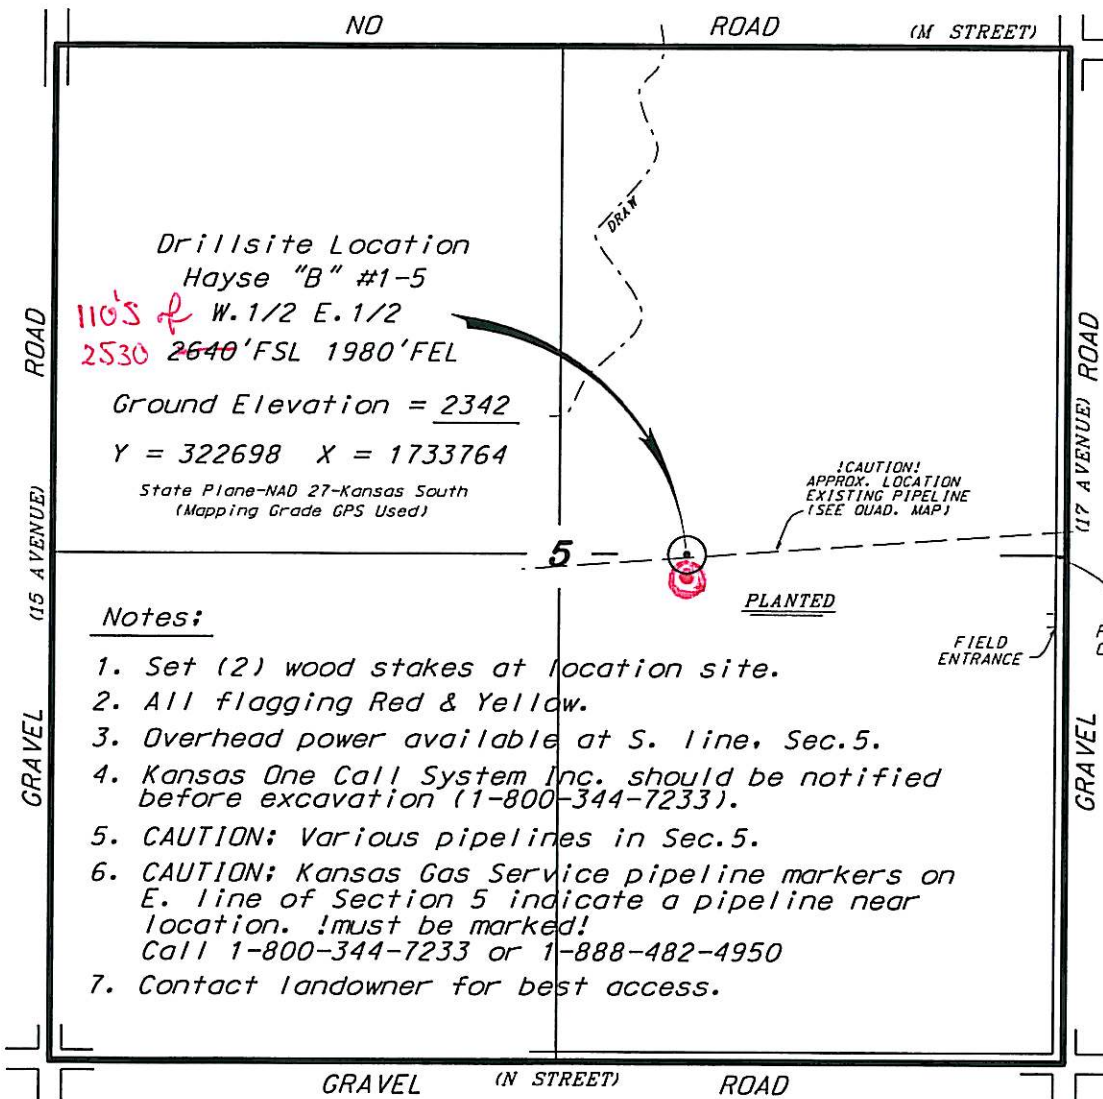 NO ROAD (M STREET)
DRAW
Drillsite Location
Hayse "B" #1-5
110'S of W.1/2 E.1/2
2530 2640'FSL 1980'FEL
Ground Elevation = 2342
Y = 322698 X = 1733764
State Plane-NAD 27-Kansas South
(Mapping Grade GPS Used)
GRAVEL (15 AVENUE) ROAD
!CAUTION!
APPROX. LOCATION
EXISTING PIPELINE
(SEE QUAD. MAP)
GRAVEL (17 AVENUE) ROAD
5
PLANTED
FIELD
ENTRANCE
Notes:
1. Set (2) wood stakes at location site.
2. All flagging Red & Yellow.
3. Overhead power available at S. line, Sec.5.
4. Kansas One Call System Inc. should be notified
before excavation (1-800-344-7233).
5. CAUTION: Various pipelines in Sec.5.
6. CAUTION: Kansas Gas Service pipeline markers on
E. line of Section 5 indicate a pipeline near
location. !must be marked!
Call 1-800-344-7233 or 1-888-482-4950
7. Contact landowner for best access.
GRAVEL (N STREET) ROAD